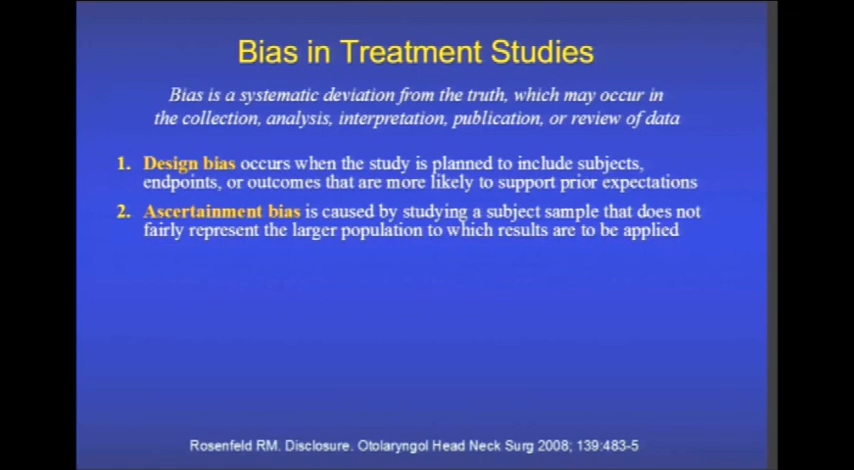 Bias in Treatment Studies
Bias is a systematic deviation from the truth, which may occur in
the collection, analysis, interpretation, publication, or review of data
1. Design bias occurs when the study is planned to include subjects,
endpoints, or outcomes that are more likely to support prior expectations
2. Ascertainment bias is caused by studying a subject sample that does not
fairly represent the larger population to which results are to be applied
Rosenfeld RM. Disclosure. Otolaryngol Head Neck Surg 2008; 139:483-5